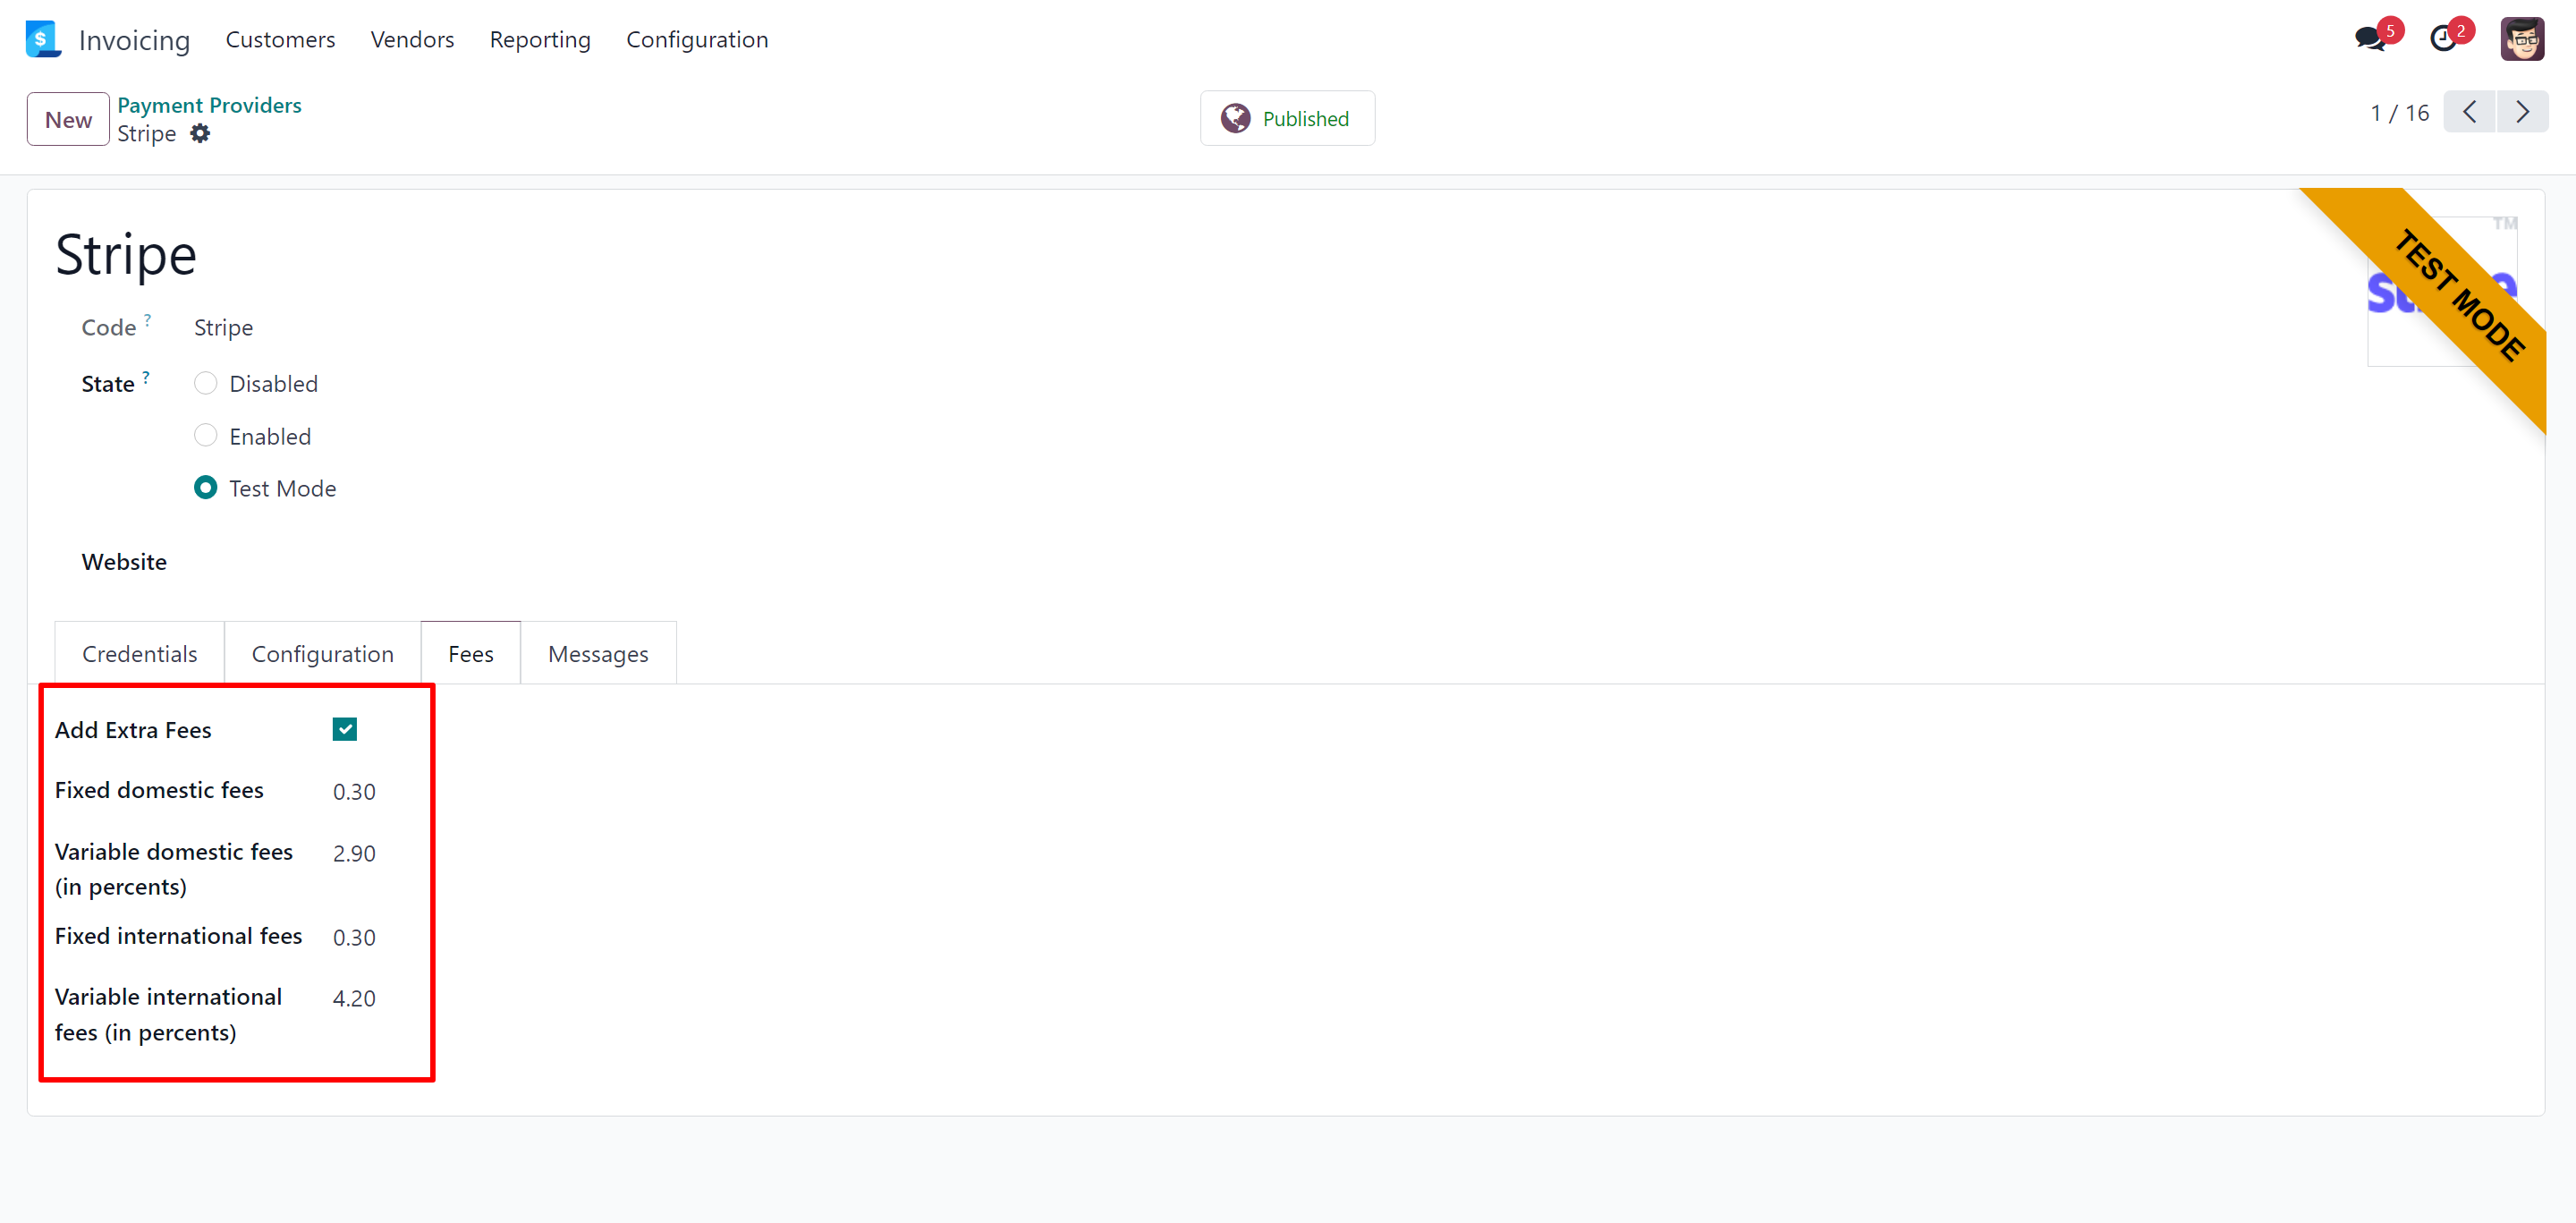 Invoicing Customers Vendors Reporting Configuration 5 2
New Payment Providers
Stripe
Published
1 / 16
Stripe
TM
TEST MODE
Code ? Stripe
State ? Disabled
Enabled
Test Mode
Website
Credentials Configuration Fees Messages
Add Extra Fees
Fixed domestic fees 0.30
Variable domestic fees 2.90
(in percents)
Fixed international fees 0.30
Variable international 4.20
fees (in percents)